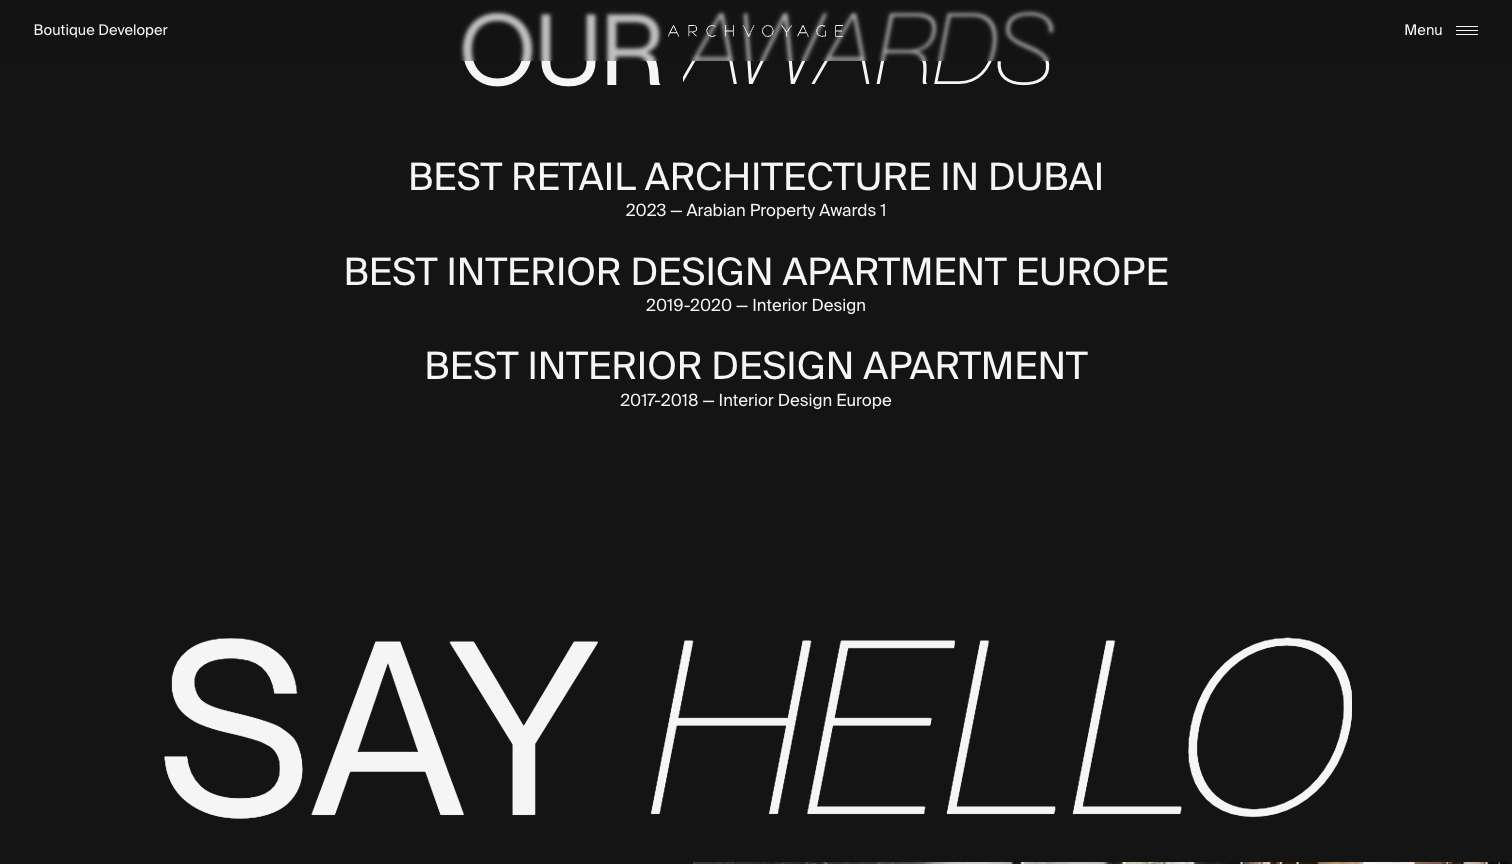 Boutique Developer
ARCHVOYAGE
Menu
OUR AWARDS
BEST RETAIL ARCHITECTURE IN DUBAI
2023 — Arabian Property Awards 1
BEST INTERIOR DESIGN APARTMENT EUROPE
2019-2020 — Interior Design
BEST INTERIOR DESIGN APARTMENT
2017-2018 — Interior Design Europe
SAY HELLO